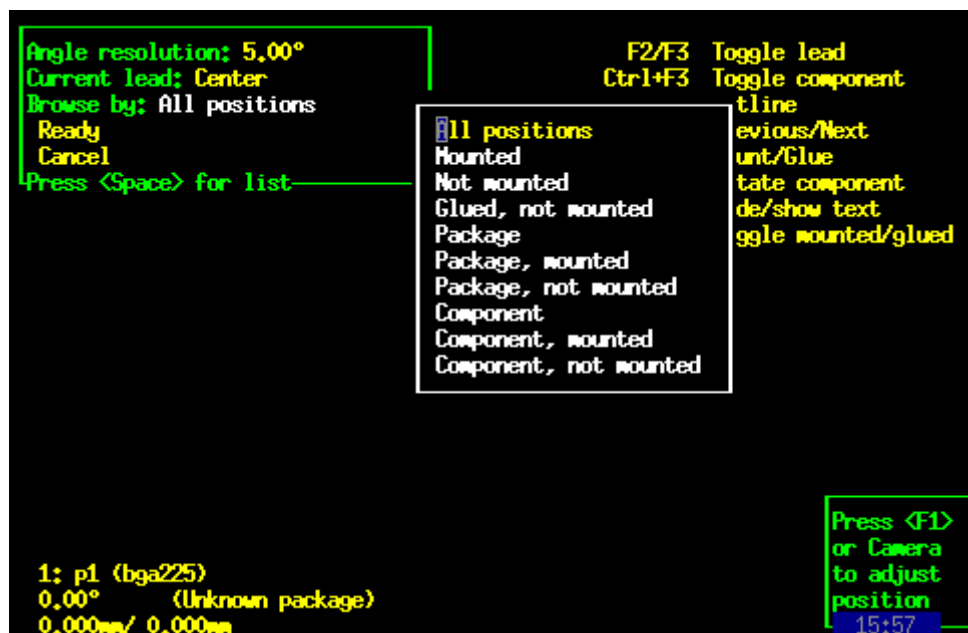 Angle resolution: 5.00°
Current lead: Center
Browse by: All positions
Ready
Cancel
Press <Space> for list
F2/F3 Toggle lead
Ctrl+F3 Toggle component
tline
evious/Next
unt/Glue
tate component
de/show text
ggle mounted/glued
All positions
Mounted
Not mounted
Glued, not mounted
Package
Package, mounted
Package, not mounted
Component
Component, mounted
Component, not mounted
1: p1 (bga225)
0.00° (Unknown package)
0.000mm/ 0.000mm
Press <F1>
or Camera
to adjust
position
15:57